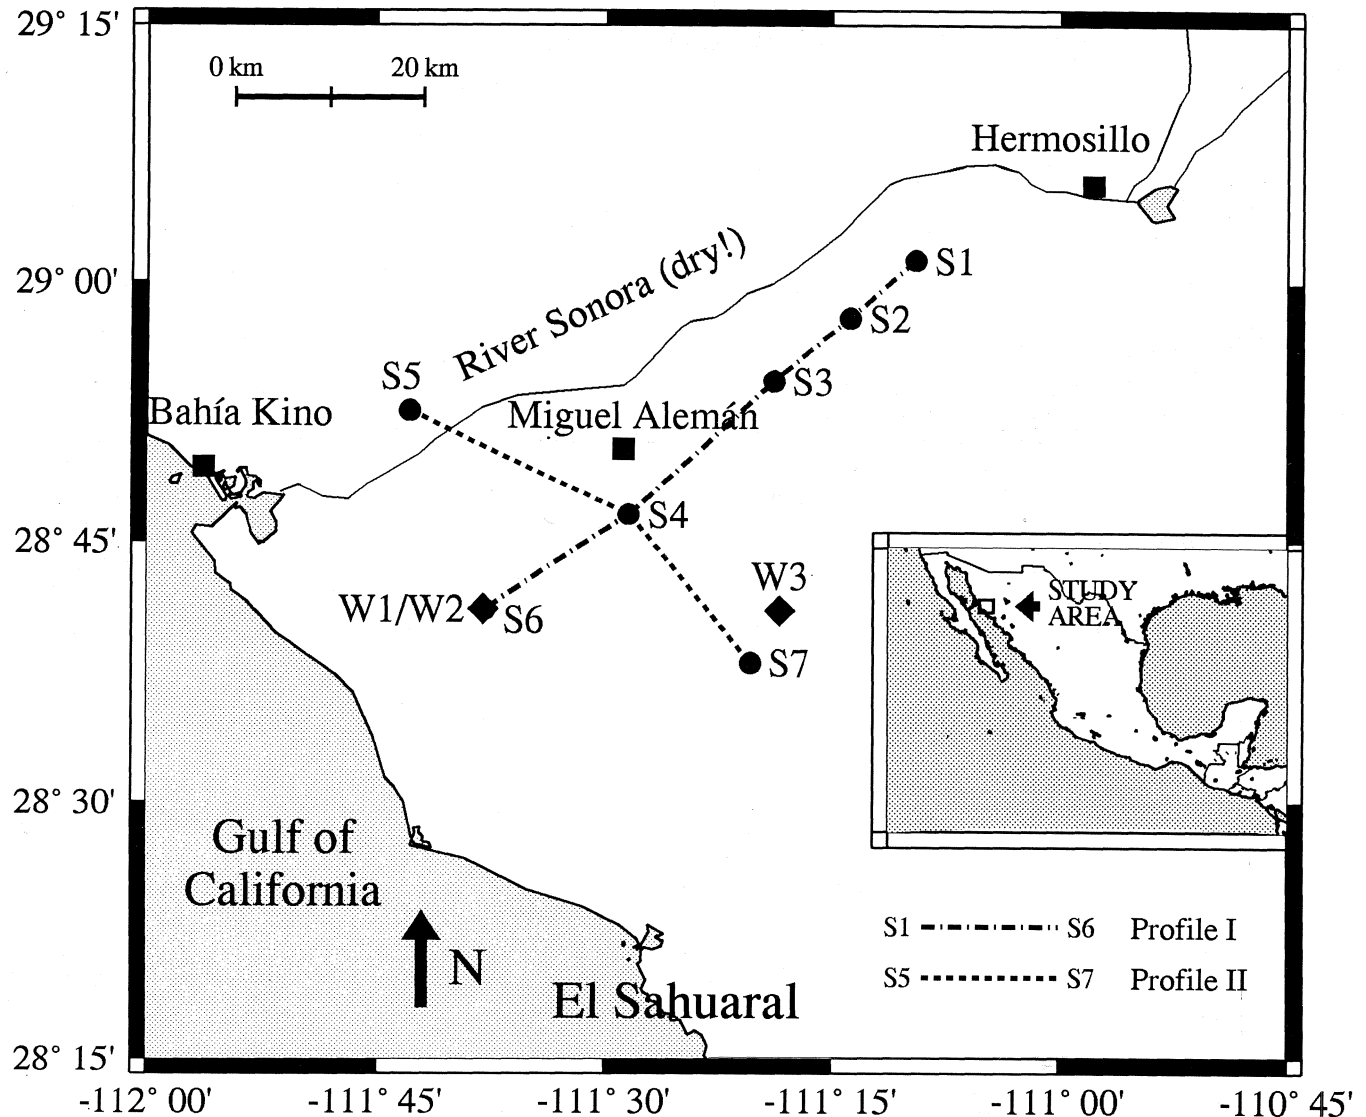 29° 15'
0 km 20 km
Hermosillo
29° 00'
River Sonora (dry!)
S1
S2
S3
S5
Bahía Kino
Miguel Alemán
S4
28° 45'
W3
W1/W2
S6
S7
STUDY
AREA
28° 30'
Gulf of
California
N
El Sahuaral
S1 S6 Profile I
S5 S7 Profile II
28° 15'
-112° 00' -111° 45' -111° 30' -111° 15' -111° 00' -110° 45'